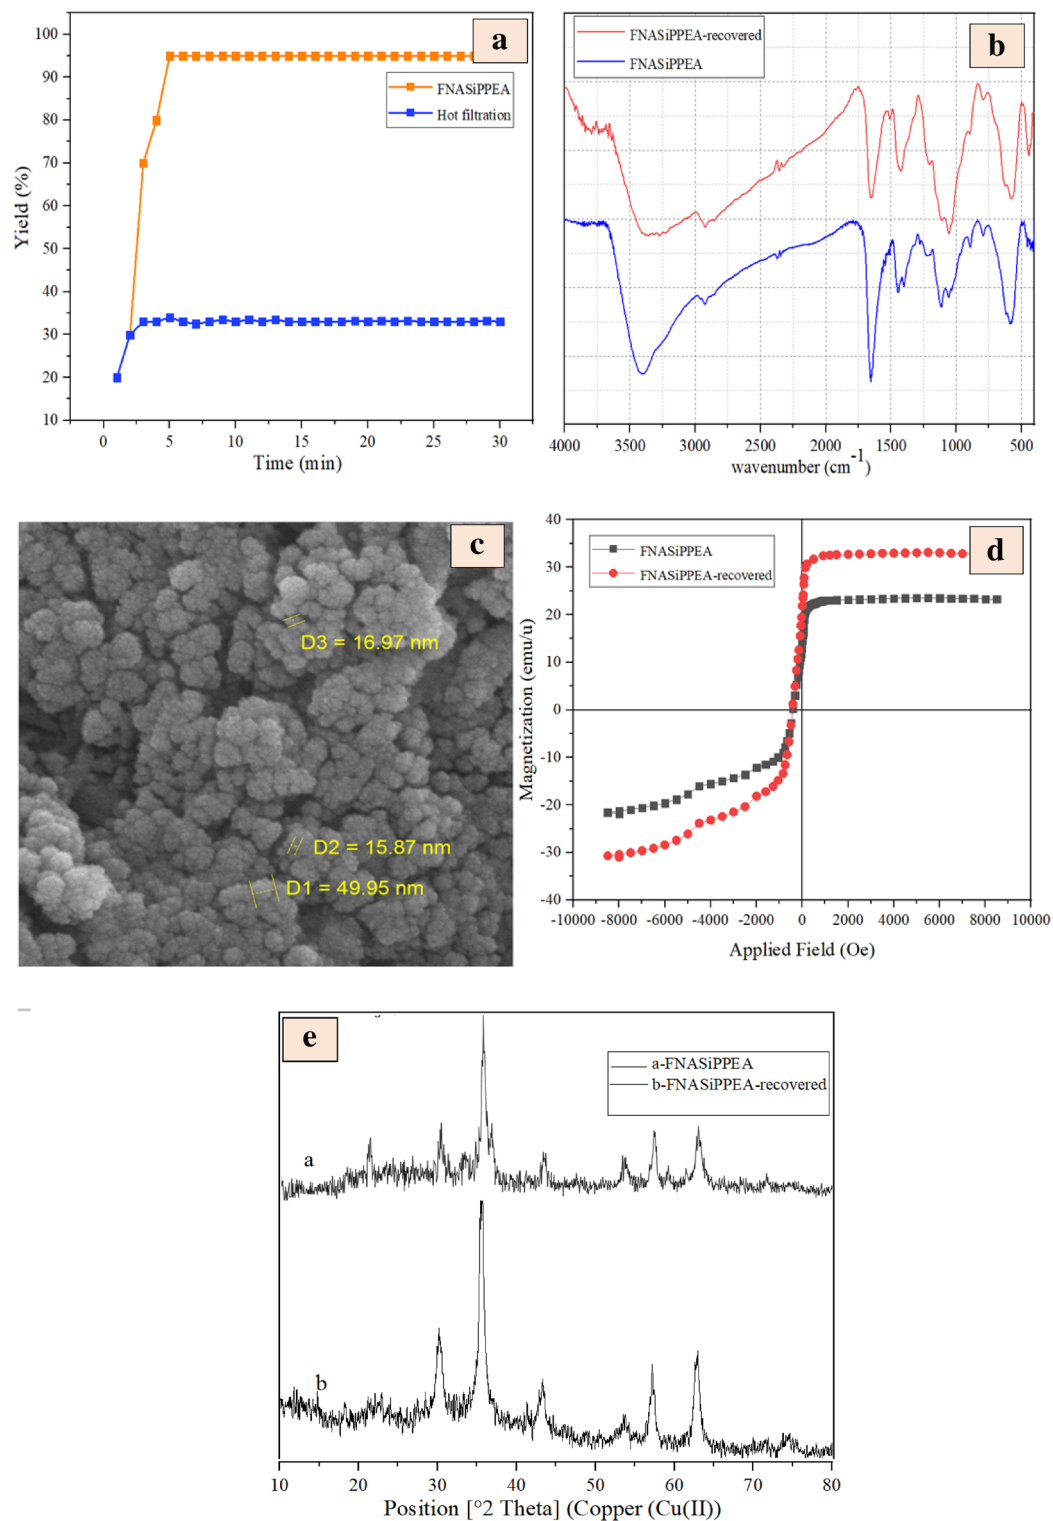 a
100
90
80
70
60
50
40
30
20
10
Yield (%)
FNASiPPEA
Hot filtration
0 5 10 15 20 25 30
Time (min)
b
FNASiPPEA-recovered
FNASiPPEA
4000 3500 3000 2500 2000 1500 1000 500
wavenumber (cm-1)
c
D3 = 16.97 nm
D2 = 15.87 nm
D1 = 49.95 nm
d
40
30
20
10
0
-10
-20
-30
-40
Magnetization (emu/u)
FNASiPPEA
FNASiPPEA-recovered
-10000 -8000 -6000 -4000 -2000 0 2000 4000 6000 8000 10000
Applied Field (Oe)
e
a-FNASiPPEA
b-FNASiPPEA-recovered
a
b
10 20 30 40 50 60 70 80
Position [°2 Theta] (Copper (Cu(II))